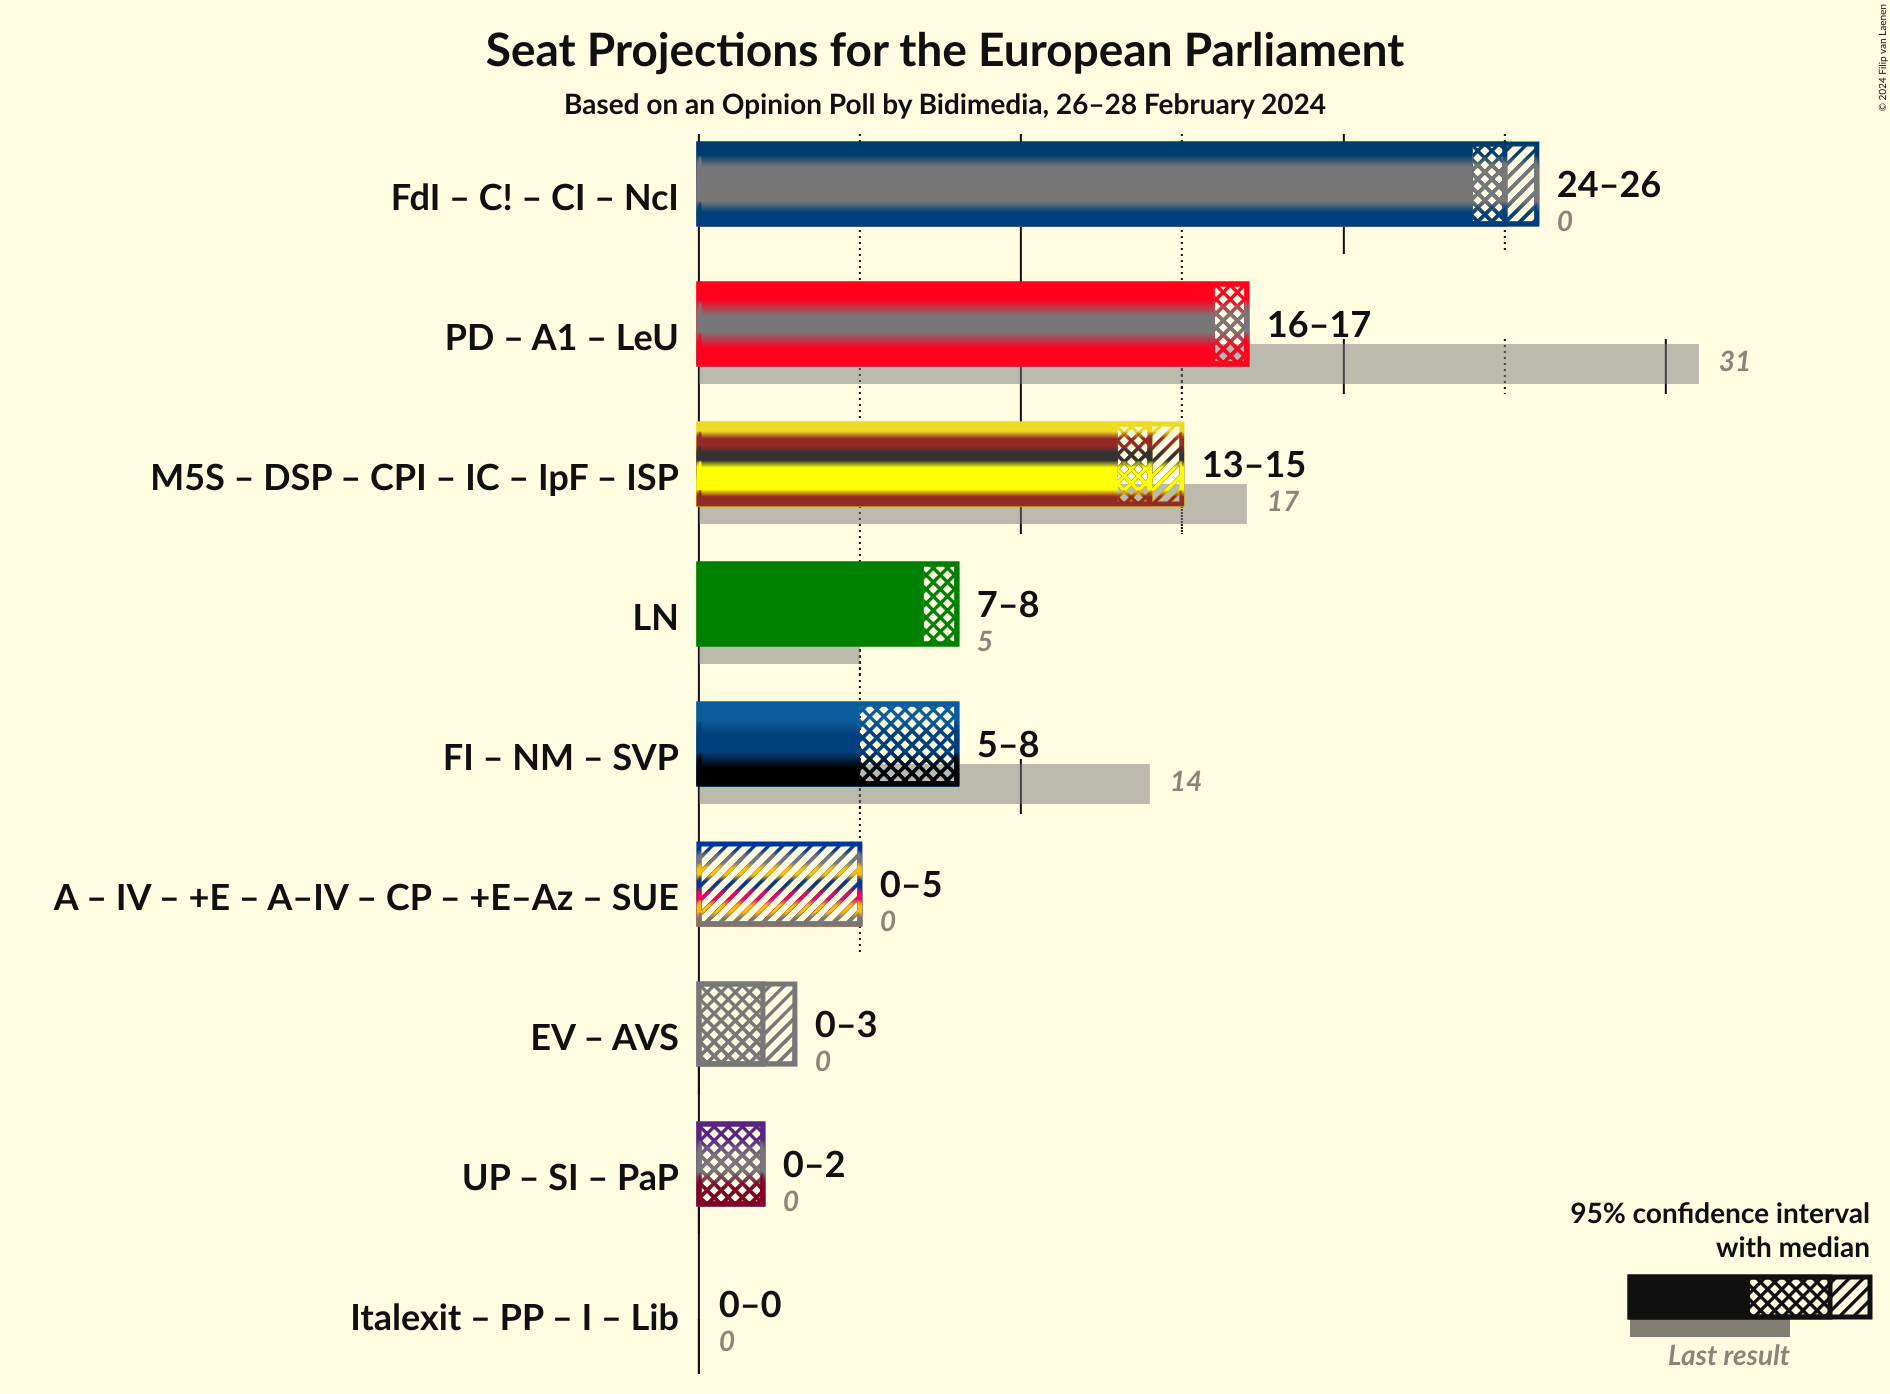 Seat Projections for the European Parliament
Based on an Opinion Poll by Bidimedia, 26–28 February 2024
© 2024 Filip van Laenen
FdI – C! – CI – NcI
24–26
0
PD – A1 – LeU
16–17
31
M5S – DSP – CPI – IC – IpF – ISP
13–15
17
LN
7–8
5
FI – NM – SVP
5–8
14
A – IV – +E – A–IV – CP – +E–Az – SUE
0–5
0
EV – AVS
0–3
0
UP – SI – PaP
0–2
0
Italexit – PP – I – Lib
0–0
0
95% confidence interval
with median
Last result